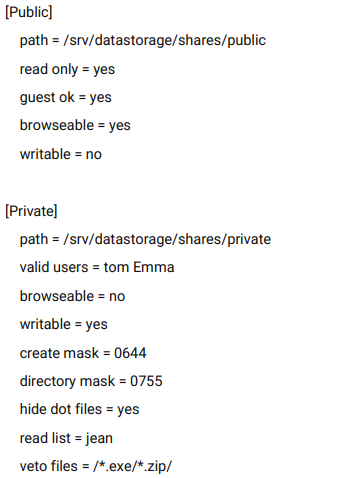 [Public]
path = /srv/datastorage/shares/public
read only = yes
guest ok = yes
browseable = yes
writable = no
[Private]
path = /srv/datastorage/shares/private
valid users = tom Emma
browseable = no
writable = yes
create mask = 0644
directory mask = 0755
hide dot files = yes
read list = jean
veto files = /*.exe/*.zip/